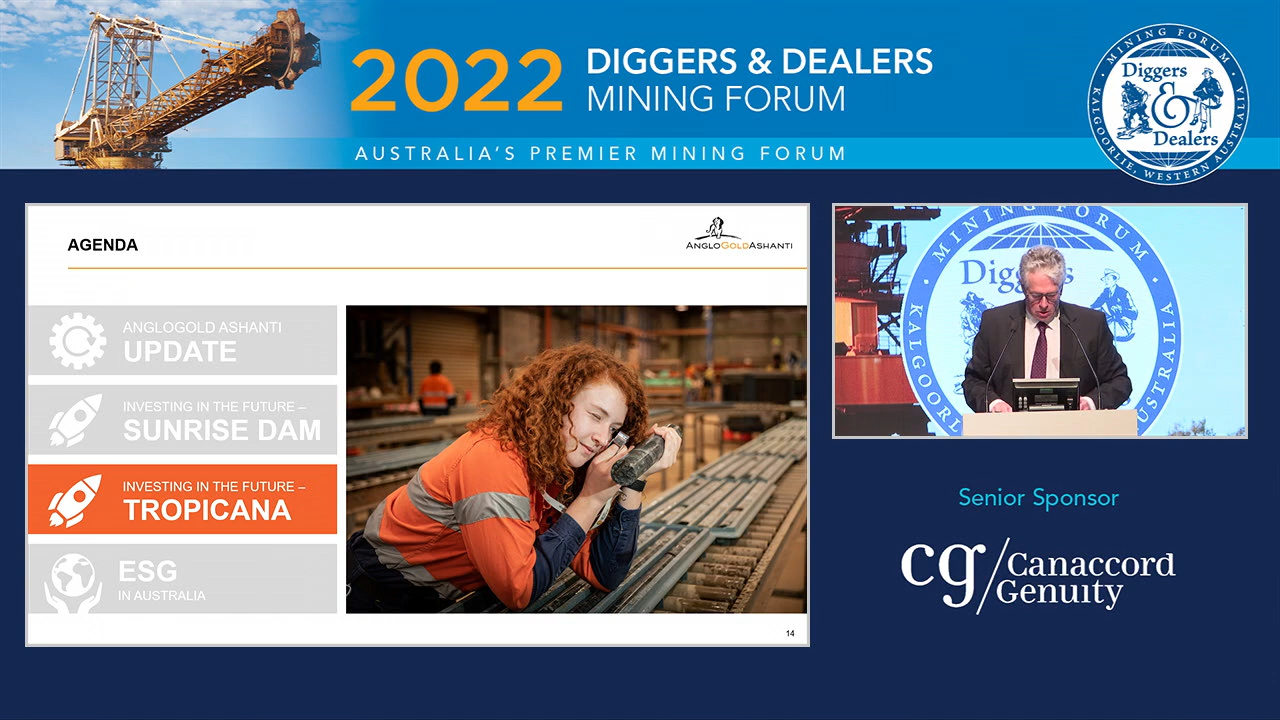 2022
DIGGERS & DEALERS
MINING FORUM
AUSTRALIA'S PREMIER MINING FORUM
MINING FORUM
Diggers
&
Dealers
KALGOORLIE, WESTERN AUSTRALIA
AGENDA
ANGLOGOLDASHANTI
ANGLOGOLD ASHANTI
UPDATE
INVESTING IN THE FUTURE –
SUNRISE DAM
INVESTING IN THE FUTURE –
TROPICANA
ESG
IN AUSTRALIA
14
MINING FORUM
Senior Sponsor
cg/Canaccord
Genuity